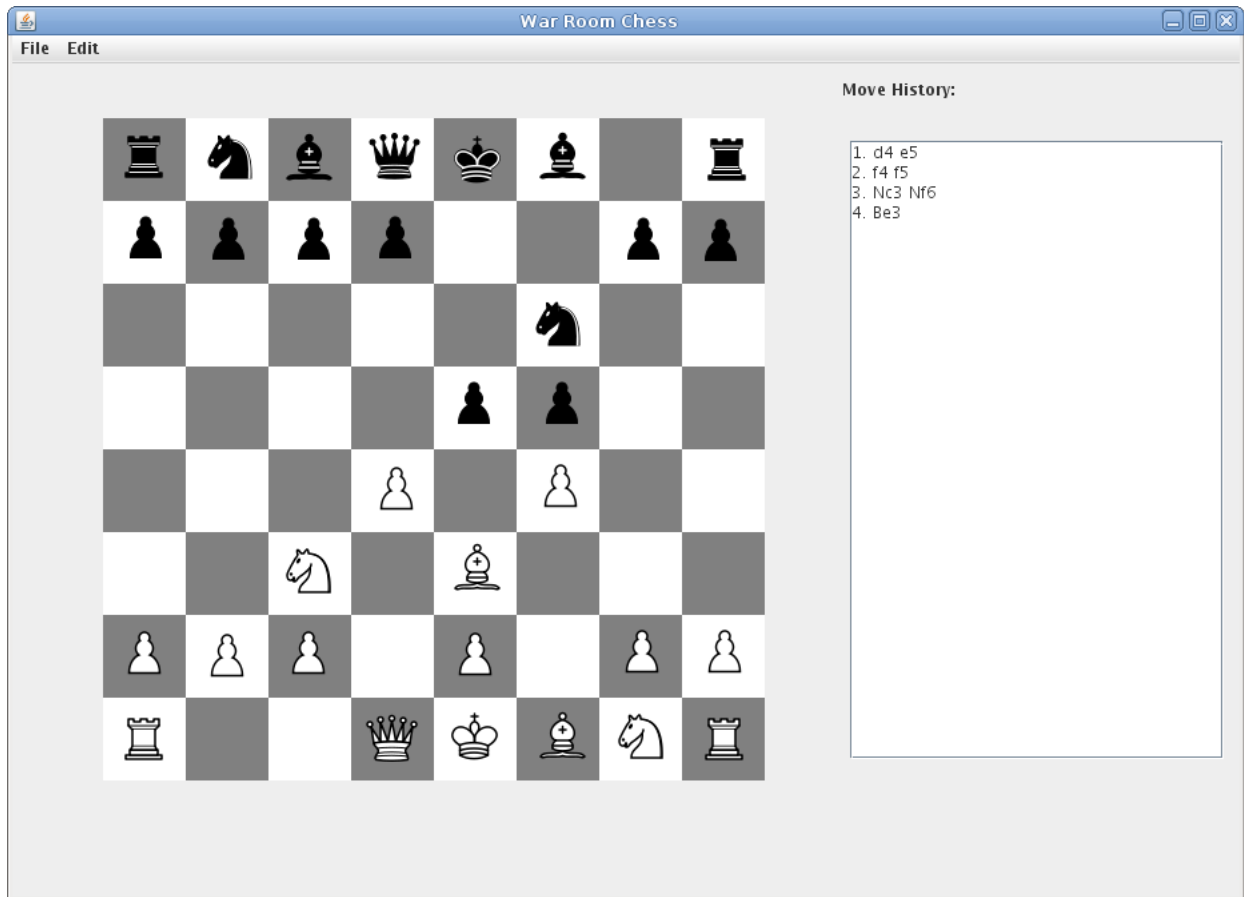 War Room Chess
File Edit
Move History:
1. d4 e5
2. f4 f5
3. Nc3 Nf6
4. Be3